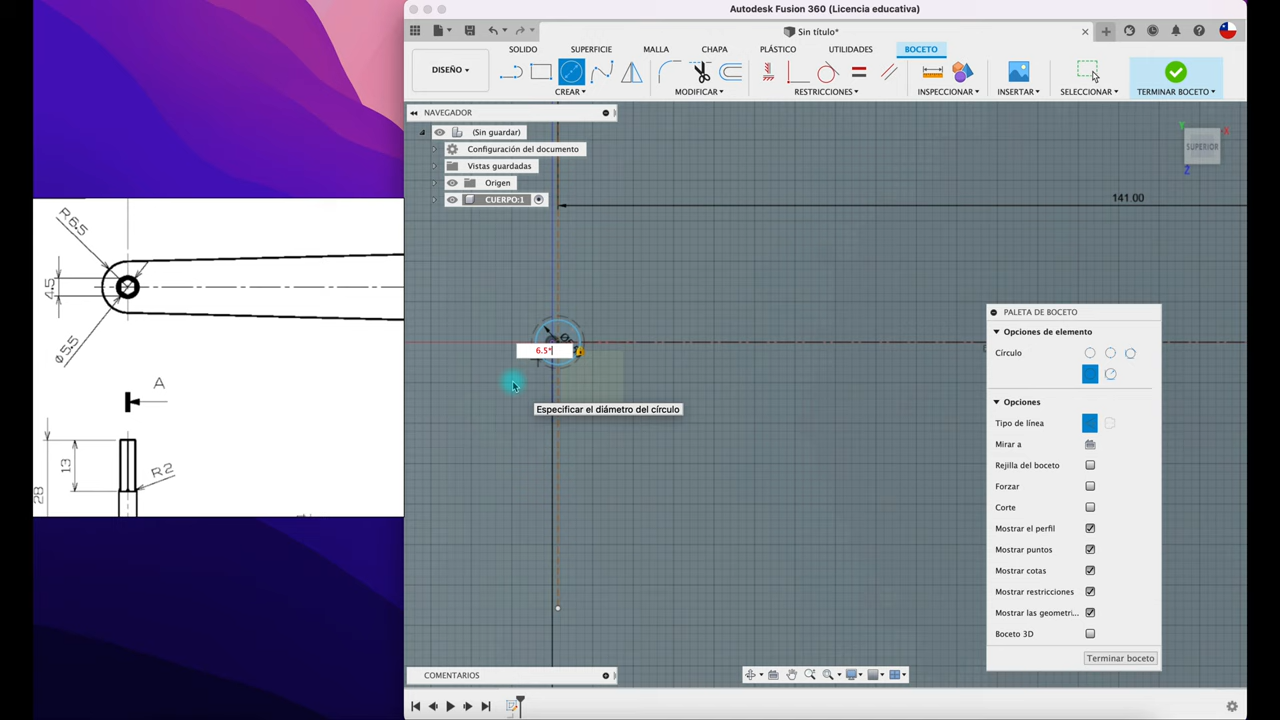 Autodesk Fusion 360 (Licencia educativa)
Sin título*
SÓLIDO
SUPERFICIE
MALLA
CHAPA
PLÁSTICO
UTILIDADES
BOCETO
DISEÑO
CREAR
MODIFICAR
RESTRICCIONES
INSPECCIONAR
INSERTAR
SELECCIONAR
TERMINAR BOCETO
NAVEGADOR
(Sin guardar)
Configuración del documento
Vistas guardadas
Origen
CUERPO:1
SUPERIOR
Y
X
Z
141.00
6.5*
Especificar el diámetro del círculo
PALETA DE BOCETO
Opciones de elemento
Círculo
Opciones
Tipo de línea
Mirar a
Rejilla del boceto
Forzar
Corte
Mostrar el perfil
Mostrar puntos
Mostrar cotas
Mostrar restricciones
Mostrar las geometri...
Boceto 3D
Terminar boceto
COMENTARIOS
R6.5
4.5
Ø5.5
A
13
28
R2